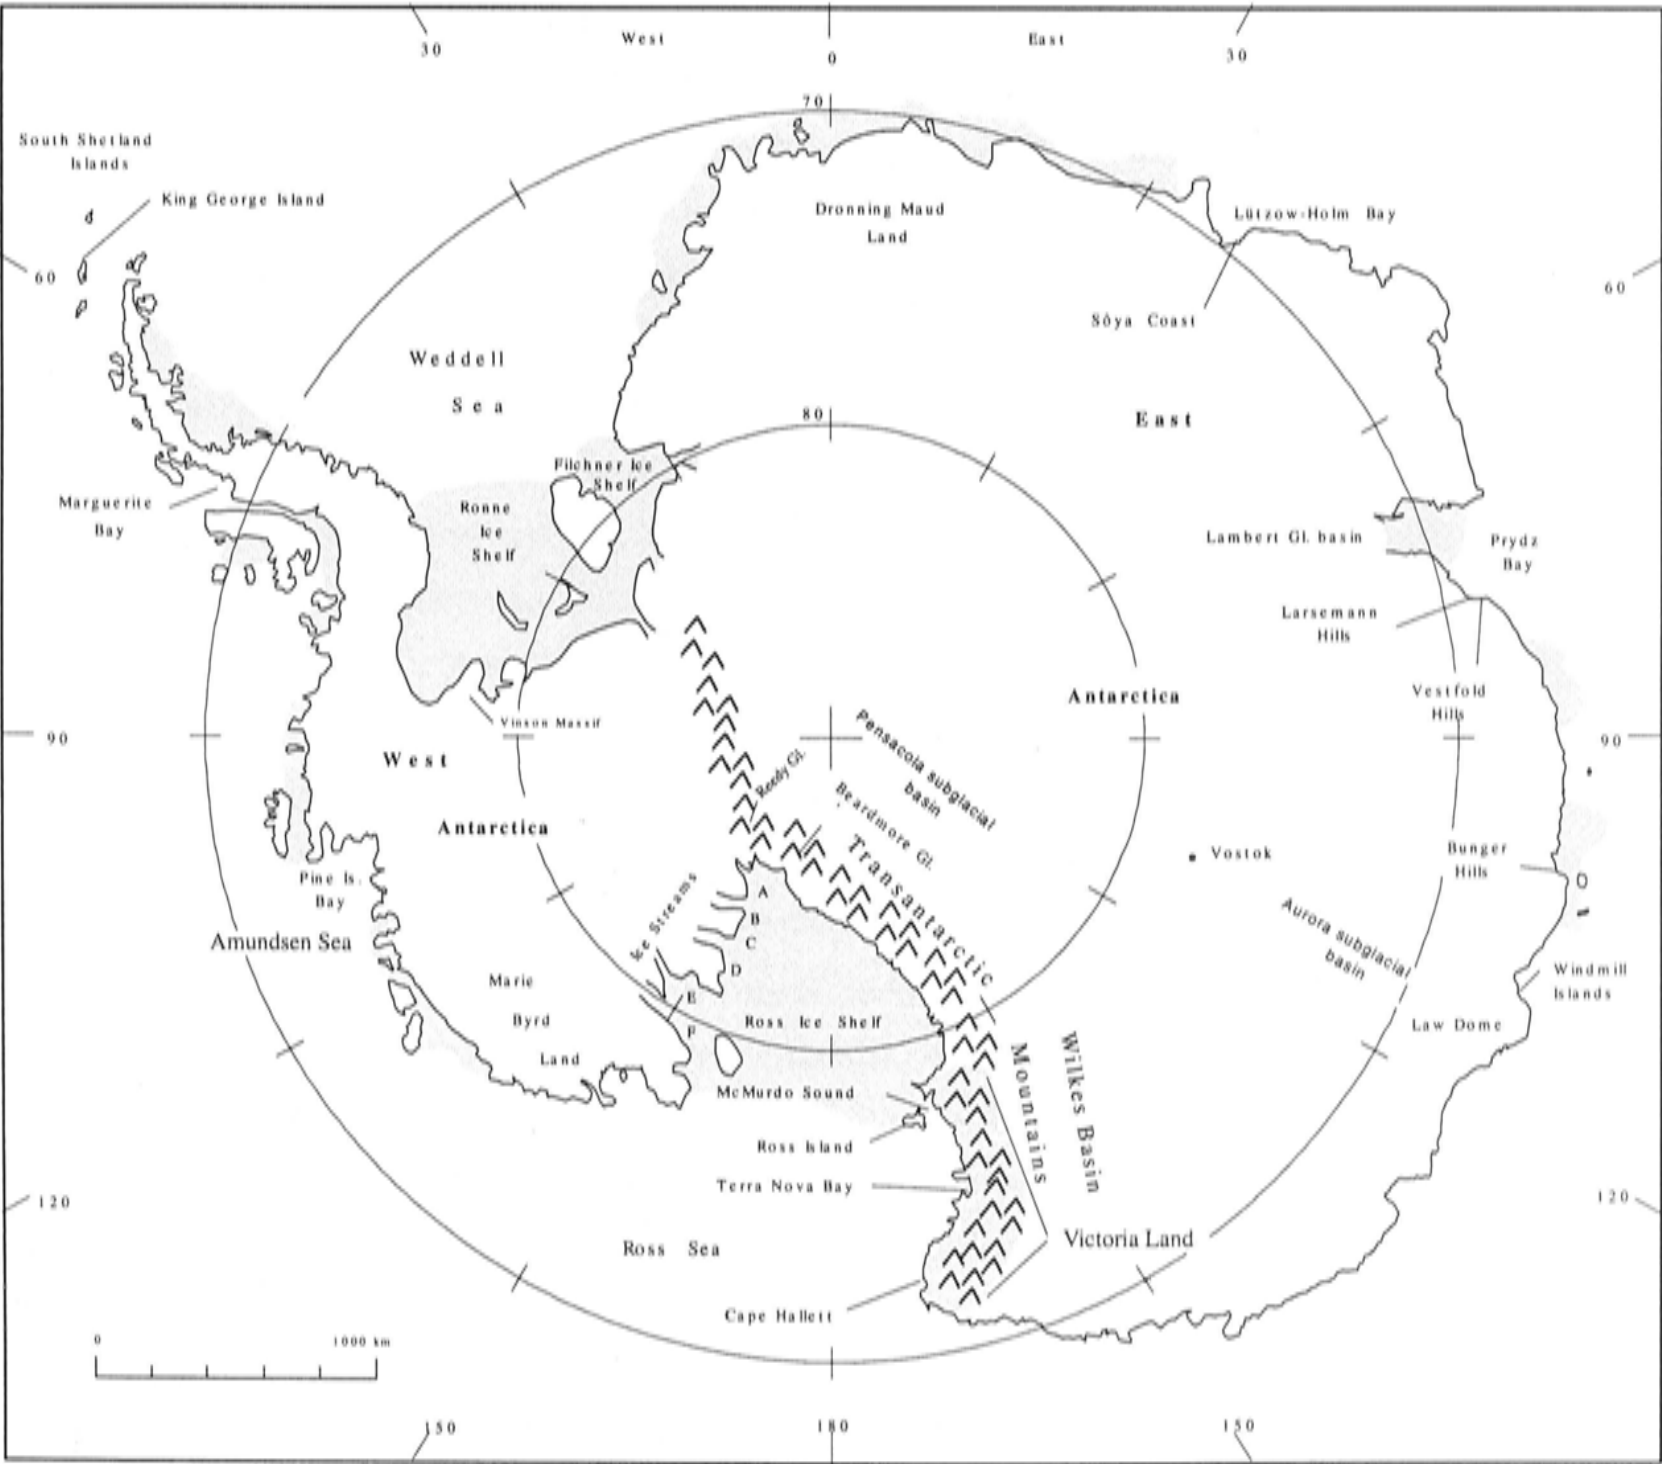 30
West
0
East
30
70
South Shetland
Islands
King George Island
Dronning Maud
Land
Lützow-Holm Bay
60
60
Sôya Coast
Weddell
Sea
80
East
Filchner Ice
Shelf
Ronne
Ice
Shelf
Marguerite
Bay
Lambert Gl. basin
Prydz
Bay
Larsemann
Hills
Antarctica
Vestfold
Hills
Vinson Massif
90
90
West
Pensacola subglacial
basin
Reedy Gl.
Beardmore Gl.
Antarctica
Transantarctic
Mountains
Vostok
Bunger
Hills
Pine Is.
Bay
Ice Streams
A
B
C
D
E
F
Aurora subglacial
basin
Amundsen Sea
Windmill
Islands
Marie
Byrd
Land
Ross Ice Shelf
Law Dome
Wilkes Basin
McMurdo Sound
Ross Island
Terra Nova Bay
120
120
Ross Sea
Victoria Land
Cape Hallett
0
1000 km
150
180
150